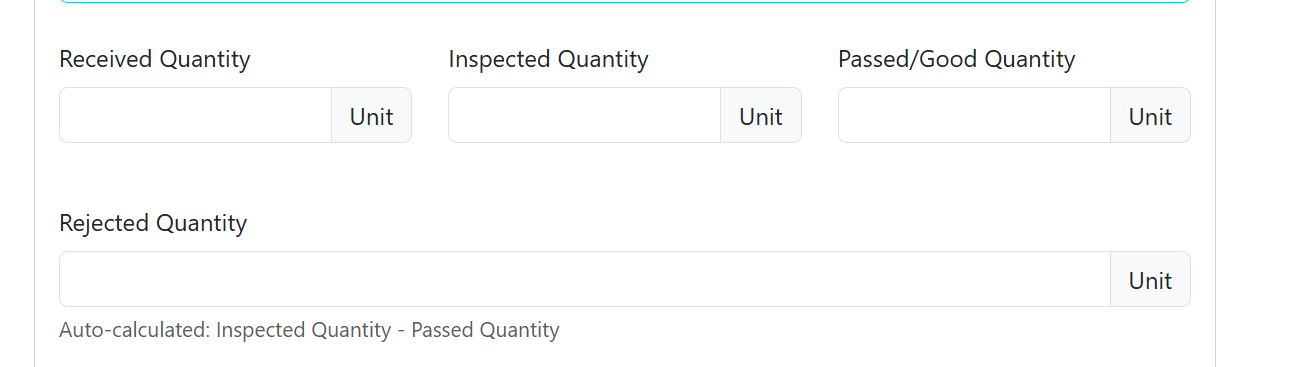 Received Quantity
Inspected Quantity
Passed/Good Quantity
Unit
Unit
Unit
Rejected Quantity
Unit
Auto-calculated: Inspected Quantity - Passed Quantity